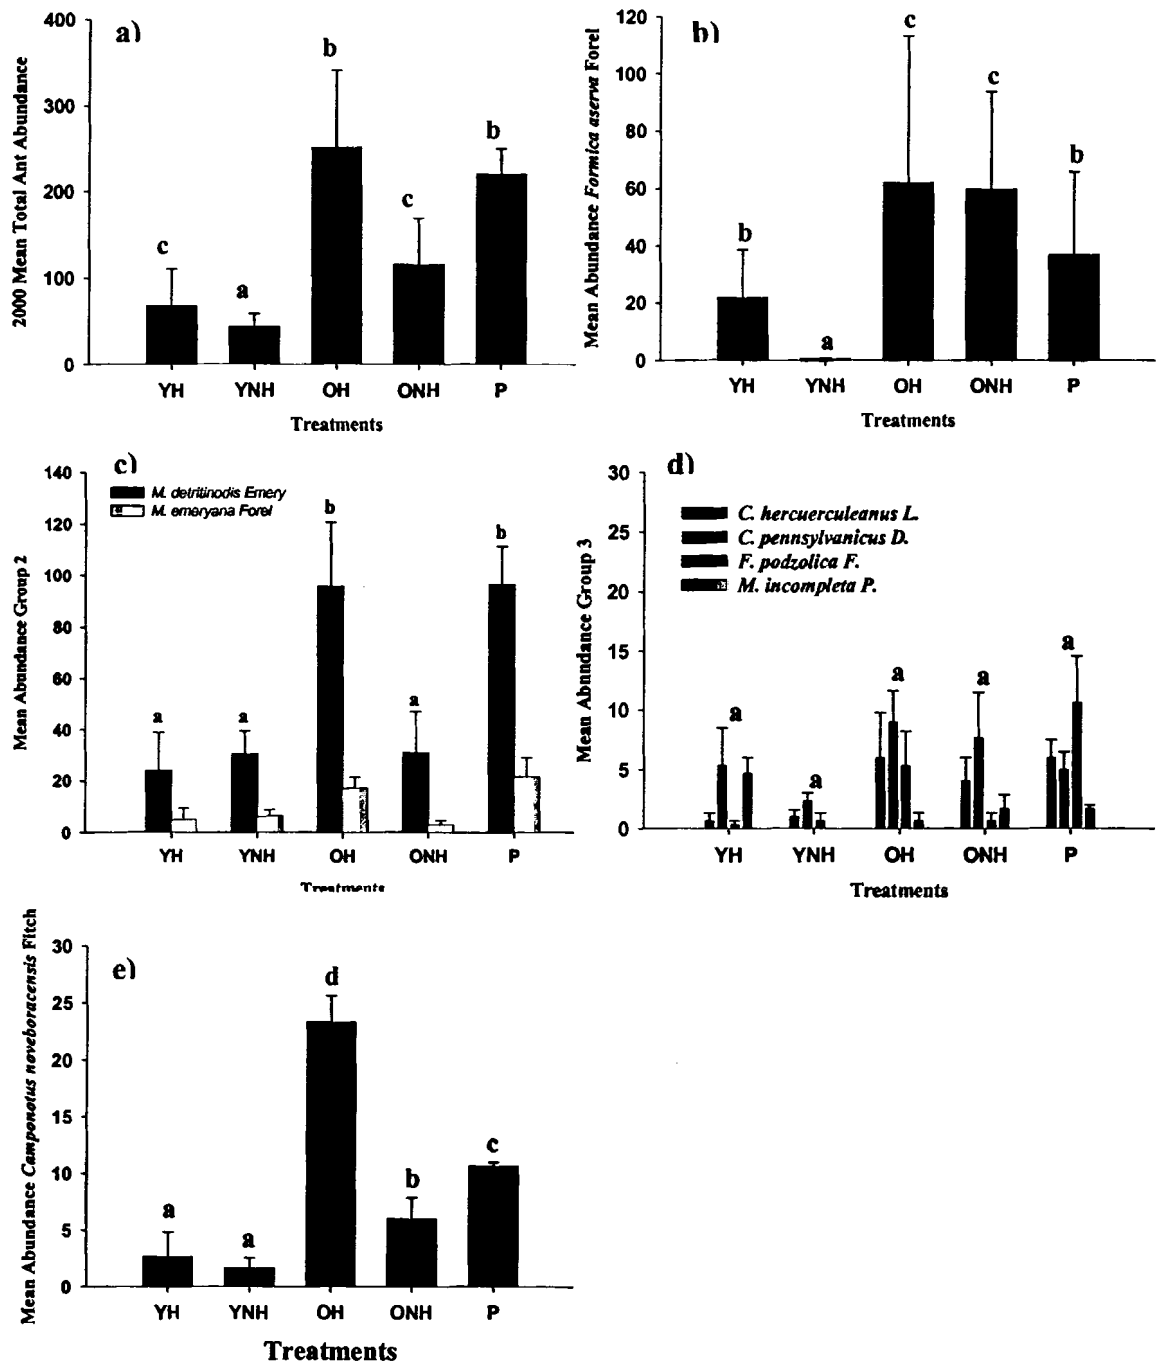 a)
2000 Mean Total Ant Abundance
400
300
200
100
0
c
a
b
c
b
YH YNH OH ONH P
Treatments
b)
Mean Abundance Formica aserva Forel
120
100
80
60
40
20
0
b
a
c
c
b
YH YNH OH ONH P
Treatments
c)
M. detritinodis Emery
M. emeryana Forel
Mean Abundance Group 2
140
120
100
80
60
40
20
0
a
a
b
a
b
YH YNH OH ONH P
Treatments
d)
C. hercuerculeanus L.
C. pennsylvanicus D.
F. podzolica F.
M. incompleta P.
Mean Abnndance Group 3
30
25
20
15
10
5
0
a
a
a
a
a
YH YNH OH ONH P
Treatments
e)
Mean Abundance Camponotus noveboracensis Fitch
30
25
20
15
10
5
0
a
a
d
b
c
YH YNH OH ONH P
Treatments